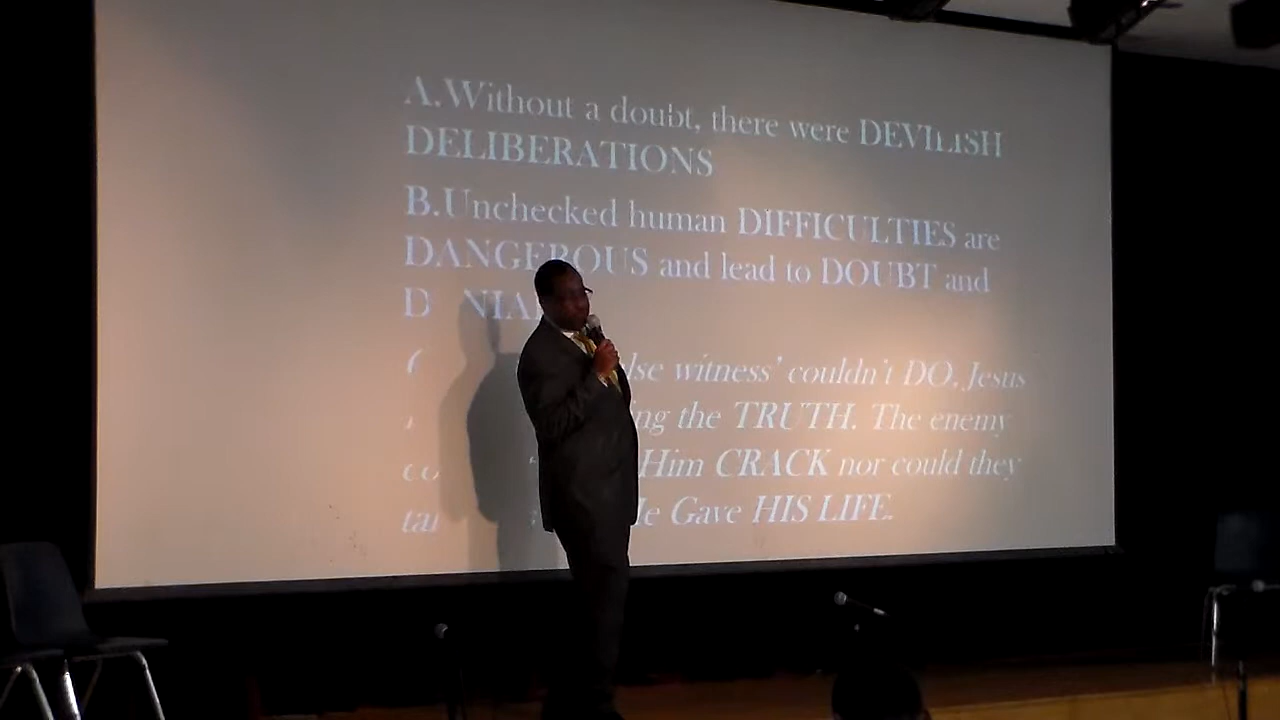 A. Without a doubt, there were DEVILISH
DELIBERATIONS
B. Unchecked human DIFFICULTIES are
DANGEROUS and lead to DOUBT and
witness' couldn't DO, Jesus
the TRUTH. The enemy
Him CRACK nor could they
Gave HIS LIFE.